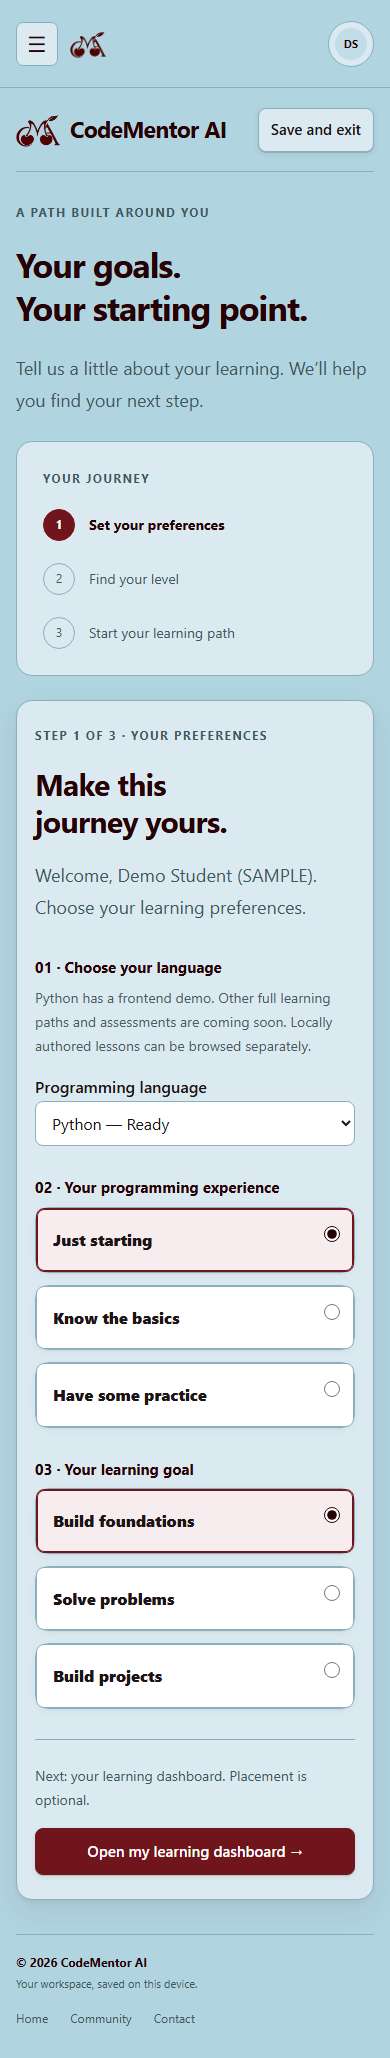 DS
CodeMentor AI
Save and exit
A PATH BUILT AROUND YOU
Your goals.
Your starting point.
Tell us a little about your learning. We’ll help
you find your next step.
YOUR JOURNEY
1 Set your preferences
2 Find your level
3 Start your learning path
STEP 1 OF 3 · YOUR PREFERENCES
Make this
journey yours.
Welcome, Demo Student (SAMPLE).
Choose your learning preferences.
01 · Choose your language
Python has a frontend demo. Other full learning
paths and assessments are coming soon. Locally
authored lessons can be browsed separately.
Programming language
Python — Ready
02 · Your programming experience
Just starting
Know the basics
Have some practice
03 · Your learning goal
Build foundations
Solve problems
Build projects
Next: your learning dashboard. Placement is
optional.
Open my learning dashboard →
© 2026 CodeMentor AI
Your workspace, saved on this device.
Home Community Contact